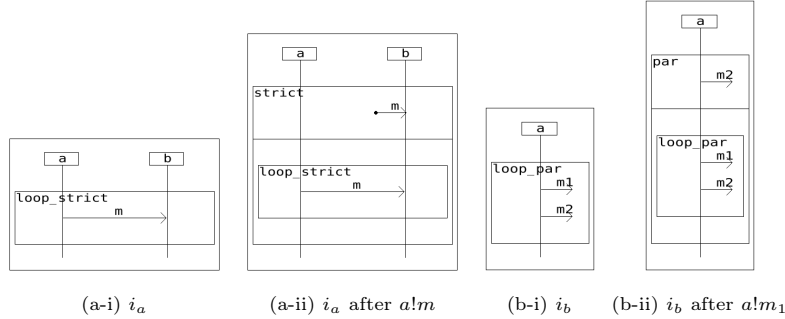 a
b
loop_strict
m
(a-i) i_a
a
b
strict
m
loop_strict
m
(a-ii) i_a after a!m
a
loop_par
m1
m2
(b-i) i_b
a
par
m2
loop_par
m1
m2
(b-ii) i_b after a!m_1